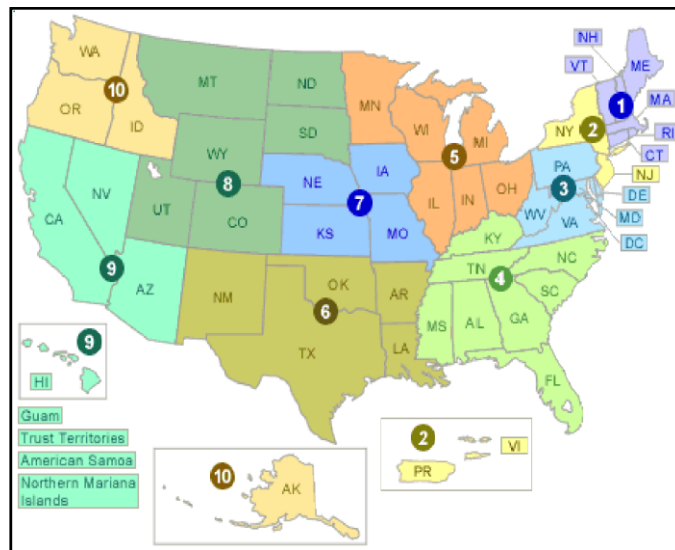 NH
WA
VT
ME
MT
ND
10
MN
1
MA
OR
ID
WI
NY
2
SD
MI
RI
5
CT
WY
PA
NJ
IA
3
NE
8
DE
NV
OH
IL
IN
7
WV
MD
UT
CO
VA
CA
KS
MO
DC
KY
NC
9
TN
4
OK
AZ
NM
AR
SC
6
MS
AL
GA
9
TX
LA
HI
FL
Guam
2
Trust Territories
VI
American Samoa
10
PR
Northern Mariana
AK
Islands